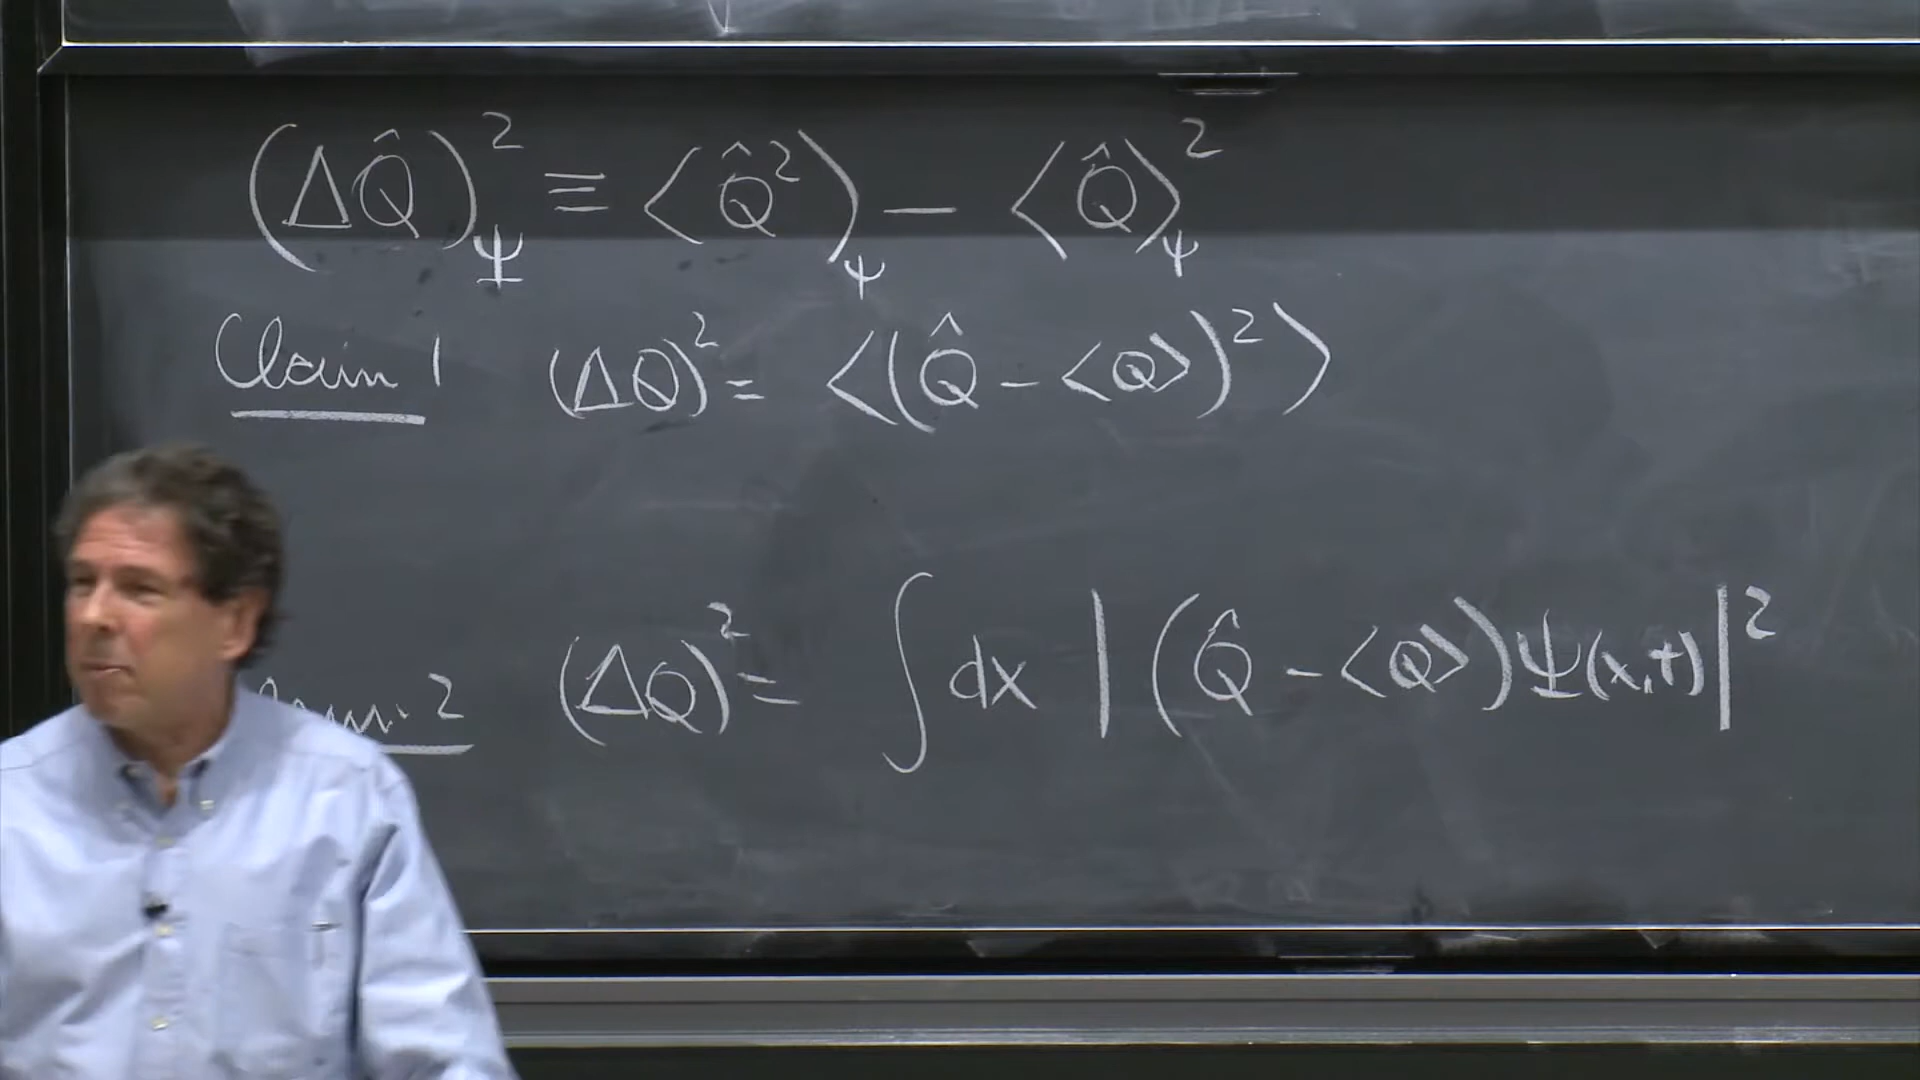 (ΔQ̂)²_Ψ ≡ ⟨Q̂²⟩_Ψ − ⟨Q̂⟩²_Ψ
Claim 1 (ΔQ)² = ⟨(Q̂ − ⟨Q⟩)²⟩
2 (ΔQ)² = ∫ dx |(Q̂ − ⟨Q⟩)Ψ(x,t)|²